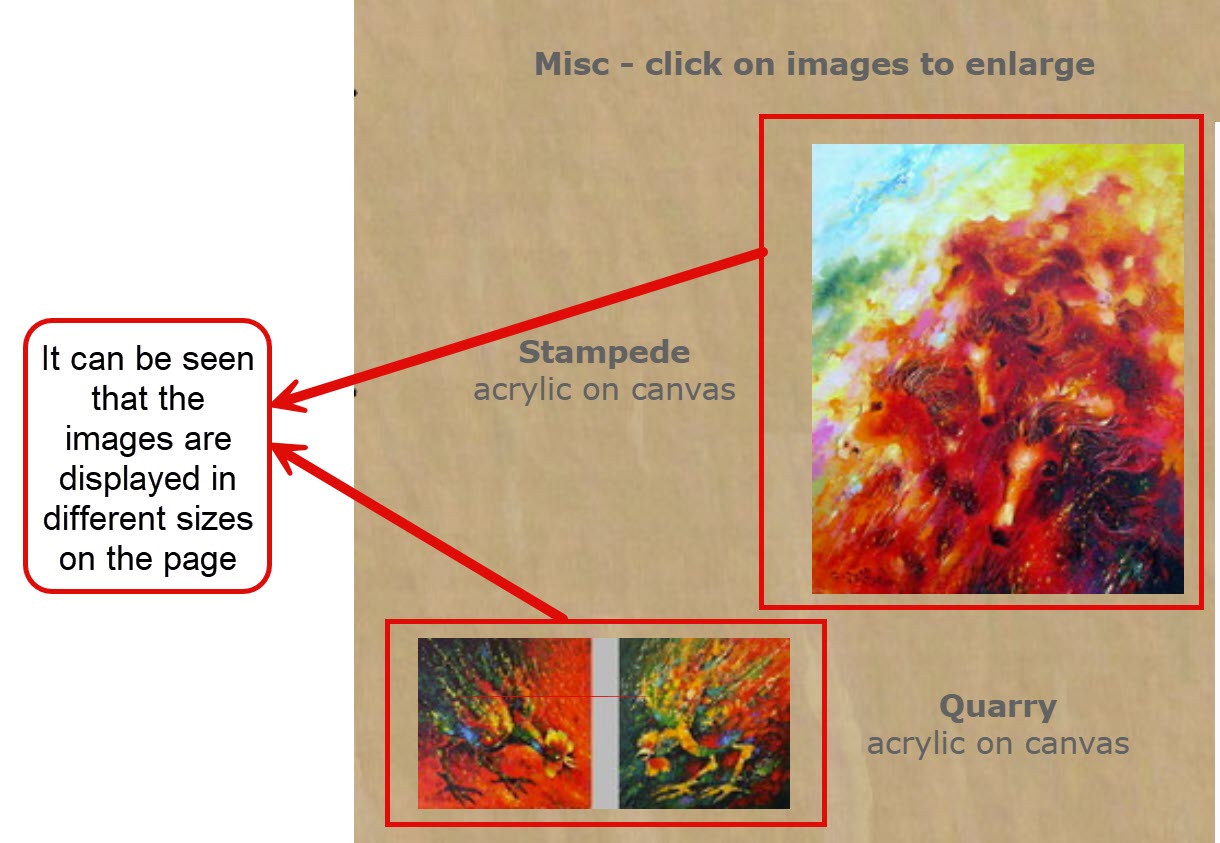 Misc - click on images to enlarge
Stampede
acrylic on canvas
It can be seen
that the
images are
displayed in
different sizes
on the page
Quarry
acrylic on canvas